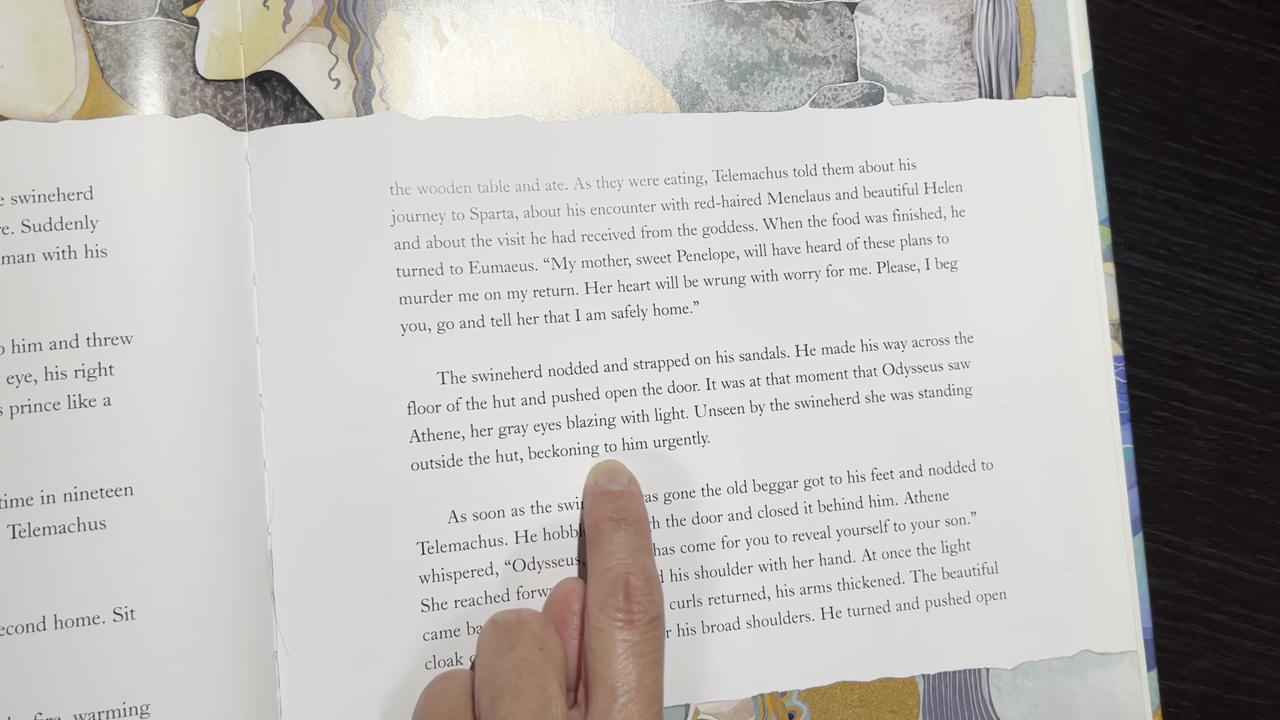 swineherd
Suddenly
man with his
him and threw
eye, his right
prince like a
time in nineteen
Telemachus
home. Sit
warming
the wooden table and ate. As they were eating, Telemachus told them about his
journey to Sparta, about his encounter with red-haired Menelaus and beautiful Helen
and about the visit he had received from the goddess. When the food was finished, he
turned to Eumaeus. “My mother, sweet Penelope, will have heard of these plans to
murder me on my return. Her heart will be wrung with worry for me. Please, I beg
you, go and tell her that I am safely home.”
The swineherd nodded and strapped on his sandals. He made his way across the
floor of the hut and pushed open the door. It was at that moment that Odysseus saw
Athene, her gray eyes blazing with light. Unseen by the swineherd she was standing
outside the hut, beckoning to him urgently.
As soon as the gone the old beggar got to his feet and nodded to
Telemachus. He the door and closed it behind him. Athene
whispered, “Odysseus, has come for you to reveal yourself to your son.”
She reached his shoulder with her hand. At once the light
came curls returned, his arms thickened. The beautiful
cloak his broad shoulders. He turned and pushed open